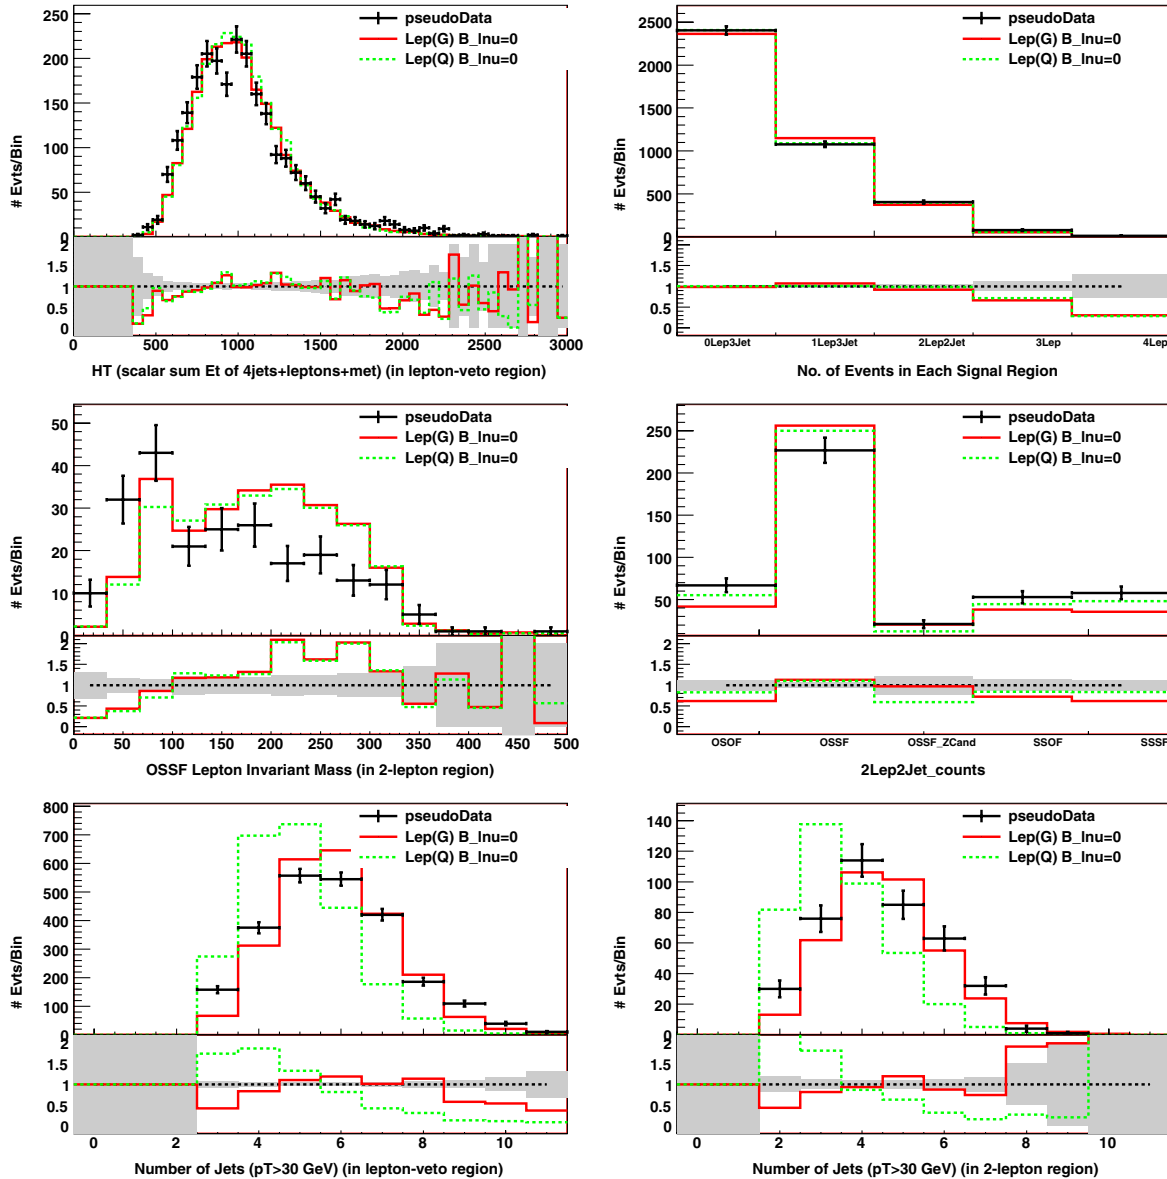 # Evts/Bin
250
200
150
100
50
0
pseudoData
Lep(G) B_lnu=0
Lep(Q) B_lnu=0
2
1.5
1
0.5
0
0 500 1000 1500 2000 2500 3000
HT (scalar sum Et of 4jets+leptons+met) (in lepton-veto region)
# Evts/Bin
2500
2000
1500
1000
500
0
pseudoData
Lep(G) B_lnu=0
Lep(Q) B_lnu=0
2
1.5
1
0.5
0
0Lep3Jet 1Lep3Jet 2Lep2Jet 3Lep 4Lep
No. of Events in Each Signal Region
# Evts/Bin
50
40
30
20
10
0
pseudoData
Lep(G) B_lnu=0
Lep(Q) B_lnu=0
2
1.5
1
0.5
0
0 50 100 150 200 250 300 350 400 450 500
OSSF Lepton Invariant Mass (in 2-lepton region)
# Evts/Bin
250
200
150
100
50
pseudoData
Lep(G) B_lnu=0
Lep(Q) B_lnu=0
2
1.5
1
0.5
0
OSOF OSSF OSSF_ZCand SSOF SSSF
2Lep2Jet_counts
# Evts/Bin
800
700
600
500
400
300
200
100
0
pseudoData
Lep(G) B_lnu=0
Lep(Q) B_lnu=0
2
1.5
1
0.5
0
0 2 4 6 8 10
Number of Jets (pT>30 GeV) (in lepton-veto region)
# Evts/Bin
140
120
100
80
60
40
20
0
pseudoData
Lep(G) B_lnu=0
Lep(Q) B_lnu=0
2
1.5
1
0.5
0
0 2 4 6 8 10
Number of Jets (pT>30 GeV) (in 2-lepton region)